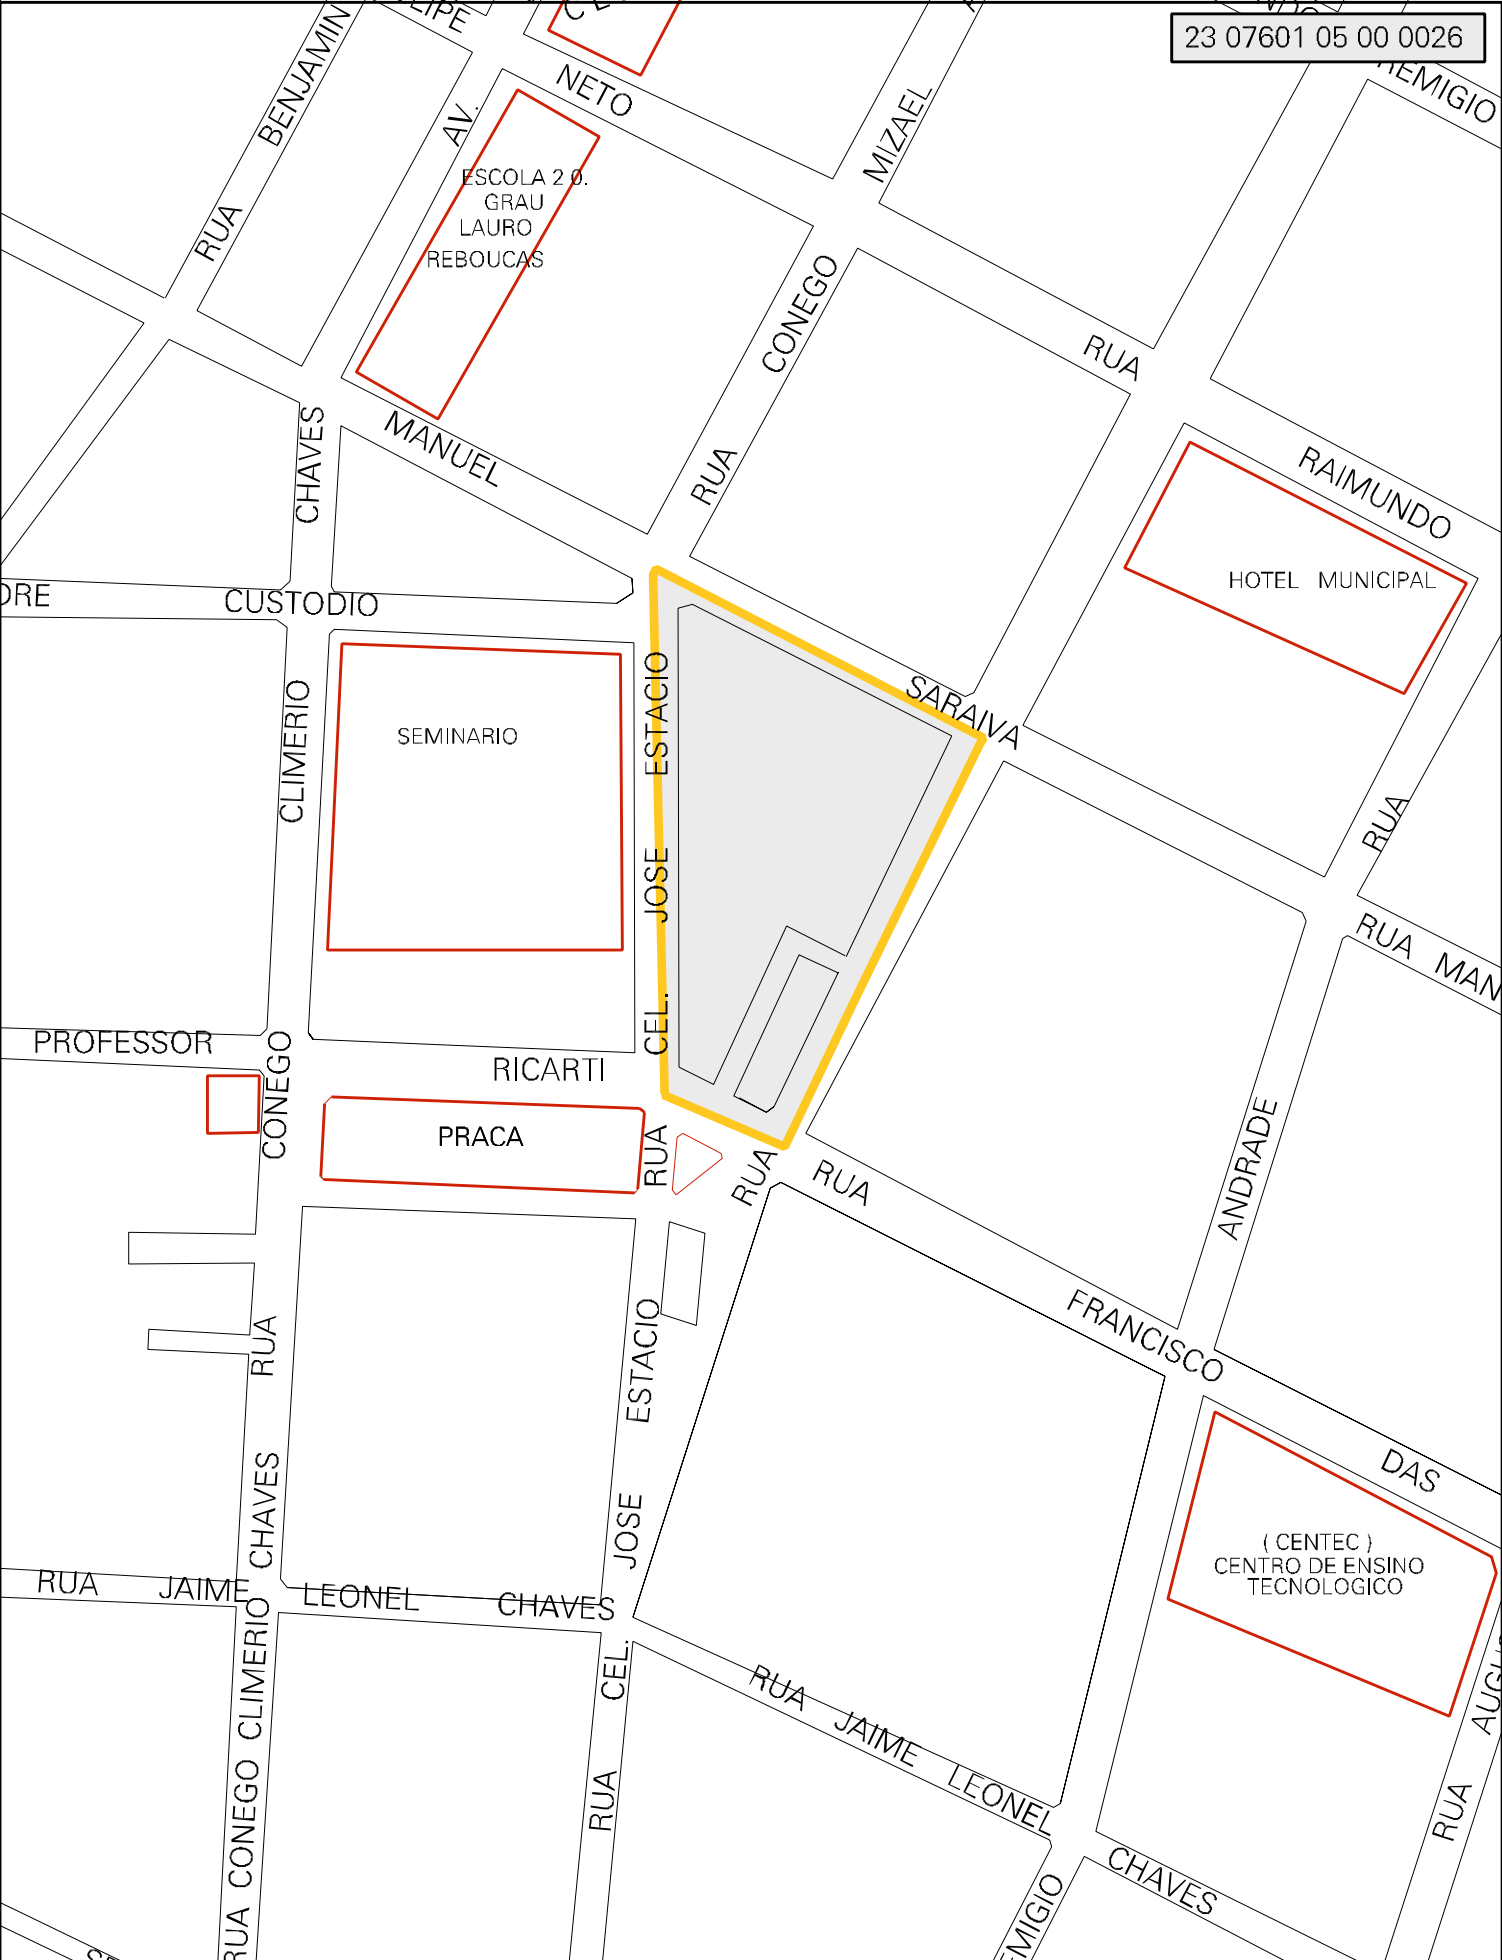 23 07601 05 00 0026
BENJAMIN
RUA
AV.
NETO
MIZAEL
REMIGIO
ESCOLA 2 0.
GRAU
LAURO
REBOUCAS
CONEGO
RUA
RUA
RAIMUNDO
MANUEL
CHAVES
HOTEL MUNICIPAL
CUSTODIO
CLIMERIO
SEMINARIO
CEL. JOSE ESTACIO
SARAIVA
RUA
RUA MAN
PROFESSOR
CONEGO
RICARTI
PRACA
RUA
RUA
RUA
FRANCISCO
DAS
ANDRADE
RUA
CHAVES
ESTACIO
JOSE
( CENTEC )
CENTRO DE ENSINO
TECNOLOGICO
RUA JAIME LEONEL CHAVES
RUA CONEGO CLIMERIO
CEL.
RUA
RUA JAIME LEONEL
CHAVES
RUA
EMIGIO